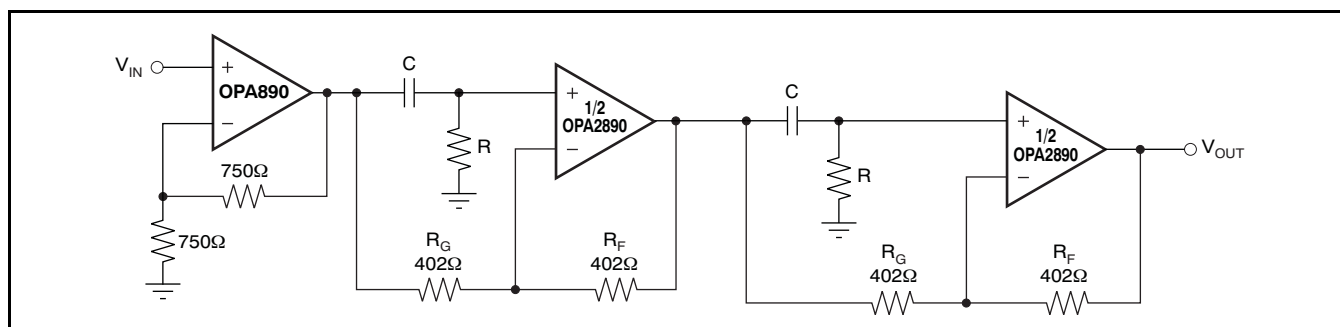 V_IN
OPA890
750Ω
750Ω
C
R
1/2
OPA2890
R_G
402Ω
R_F
402Ω
C
R
1/2
OPA2890
R_G
402Ω
R_F
402Ω
V_OUT